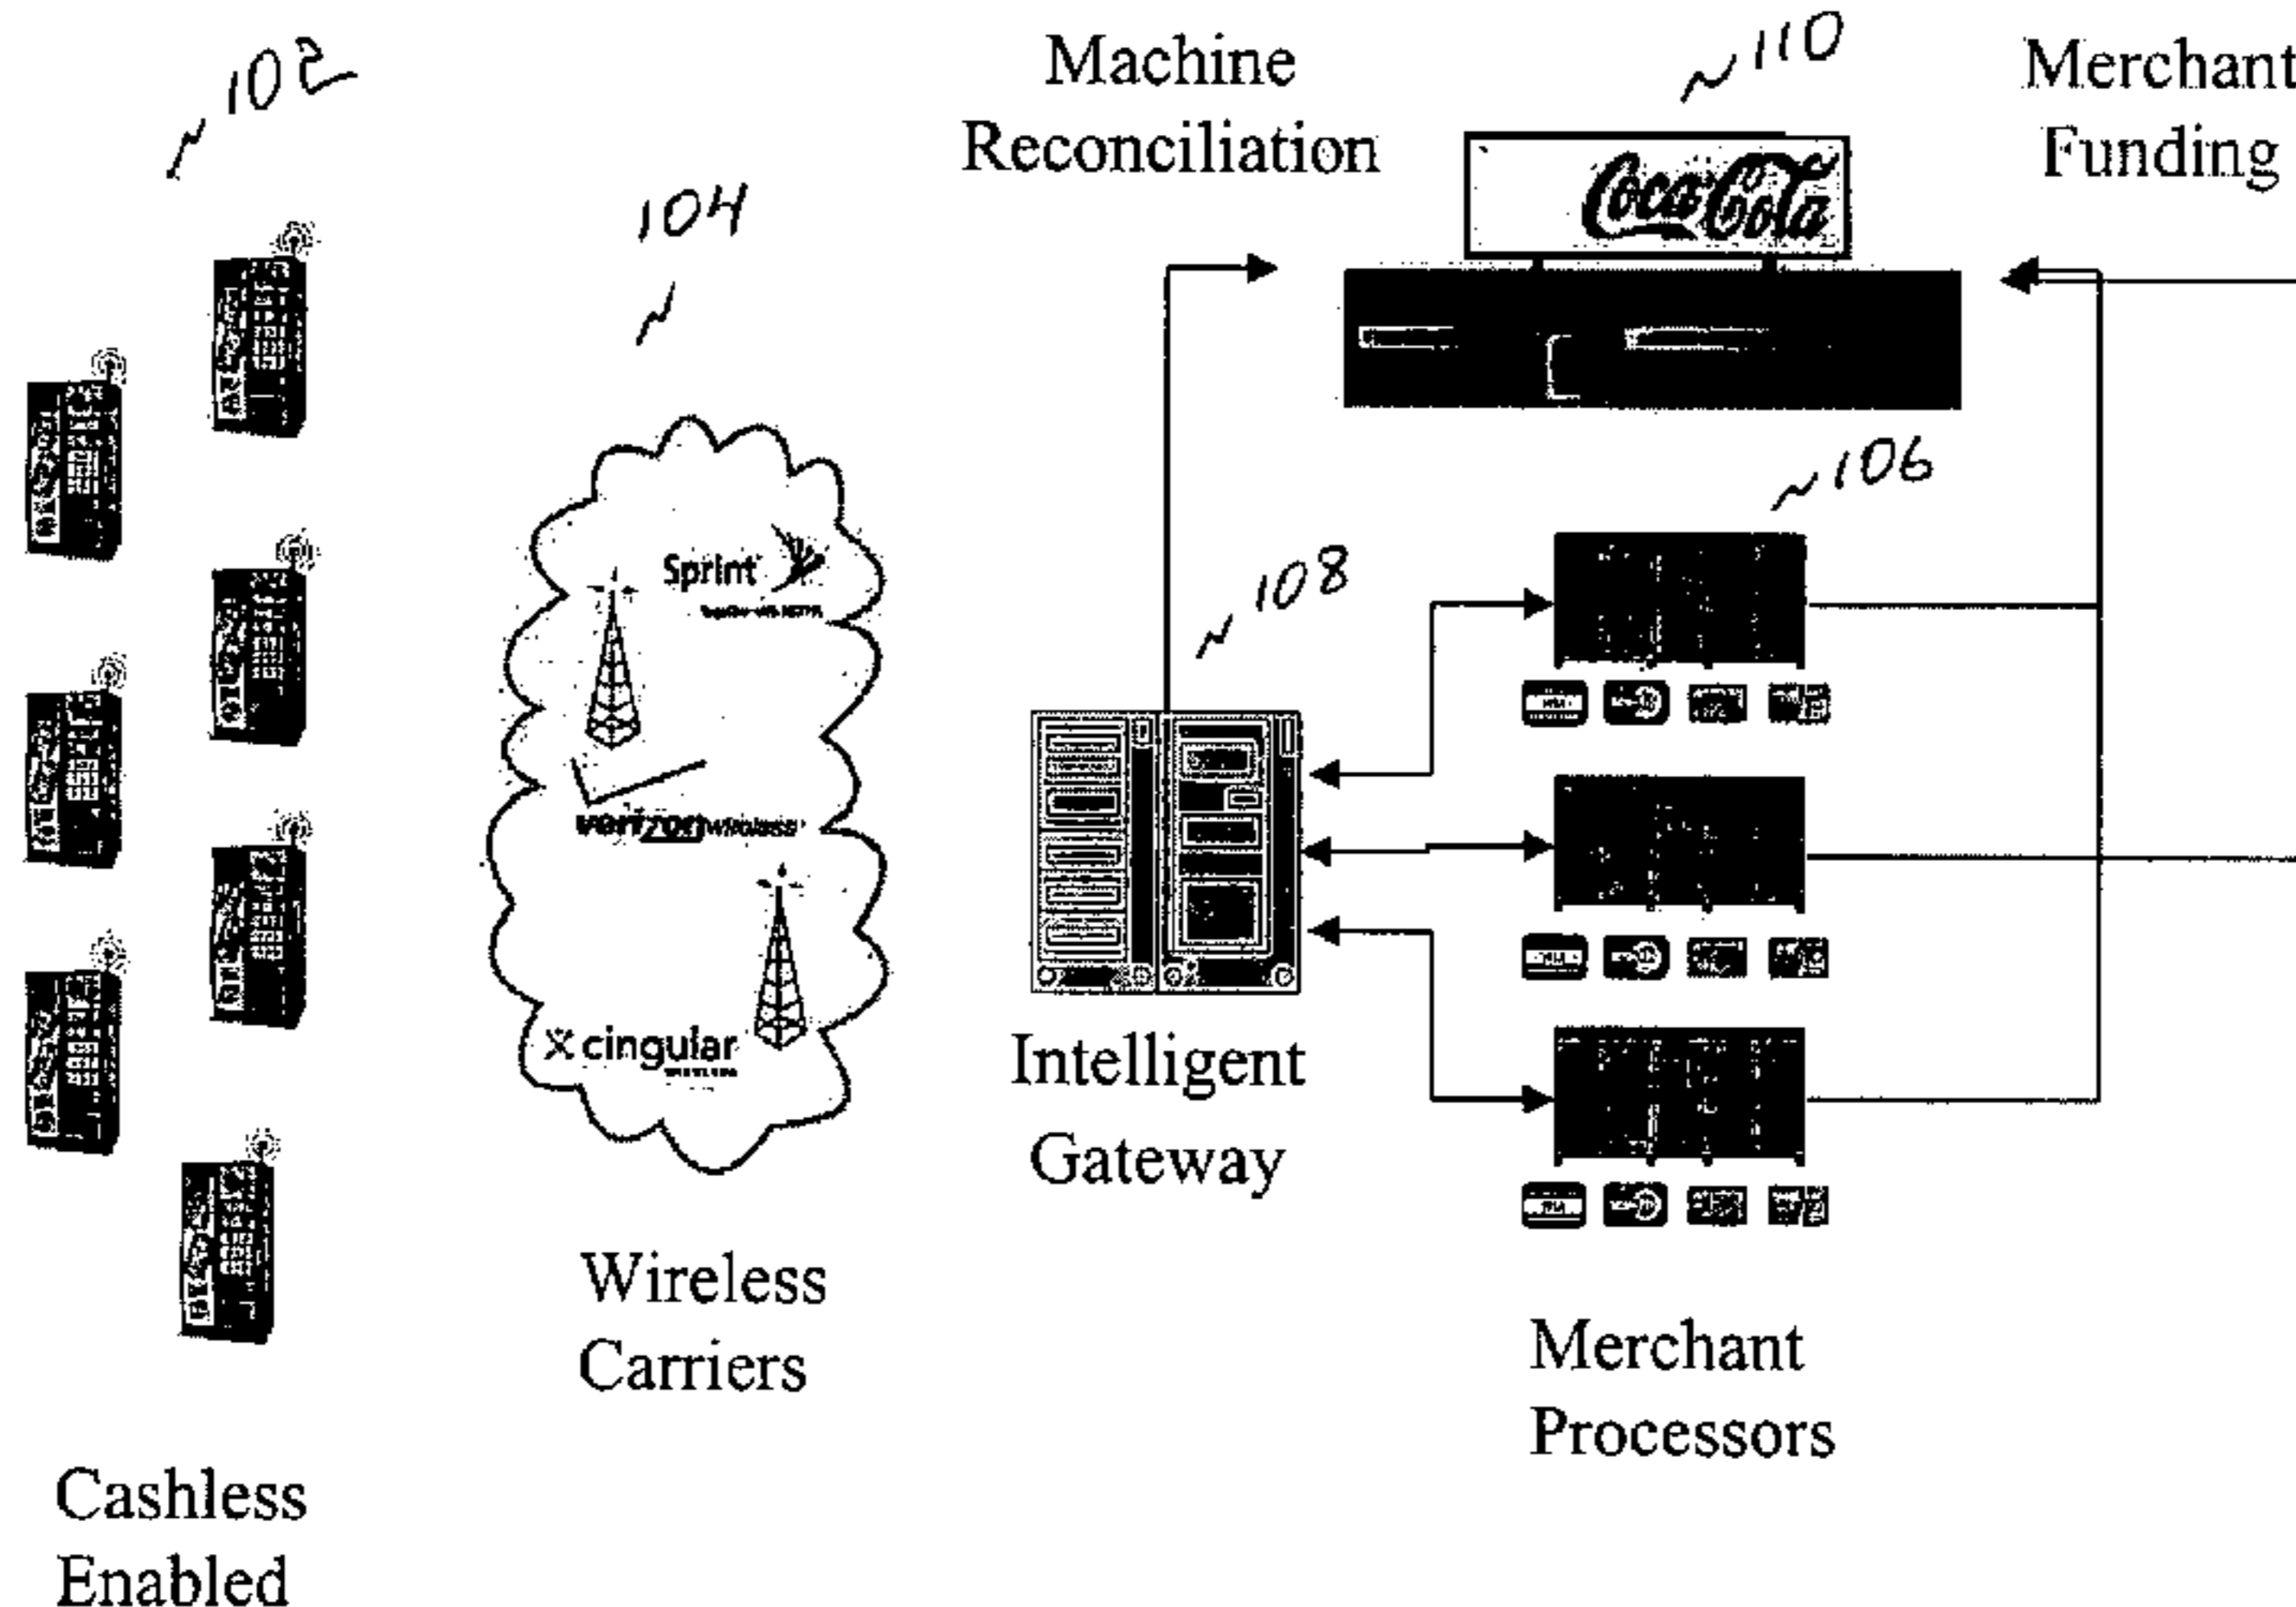 102
Machine
Reconciliation
110
Merchant
Funding
104
Coca-Cola
106
Sprint
108
verizon wireless
cingular
Intelligent
Gateway
Wireless
Carriers
Merchant
Processors
Cashless
Enabled